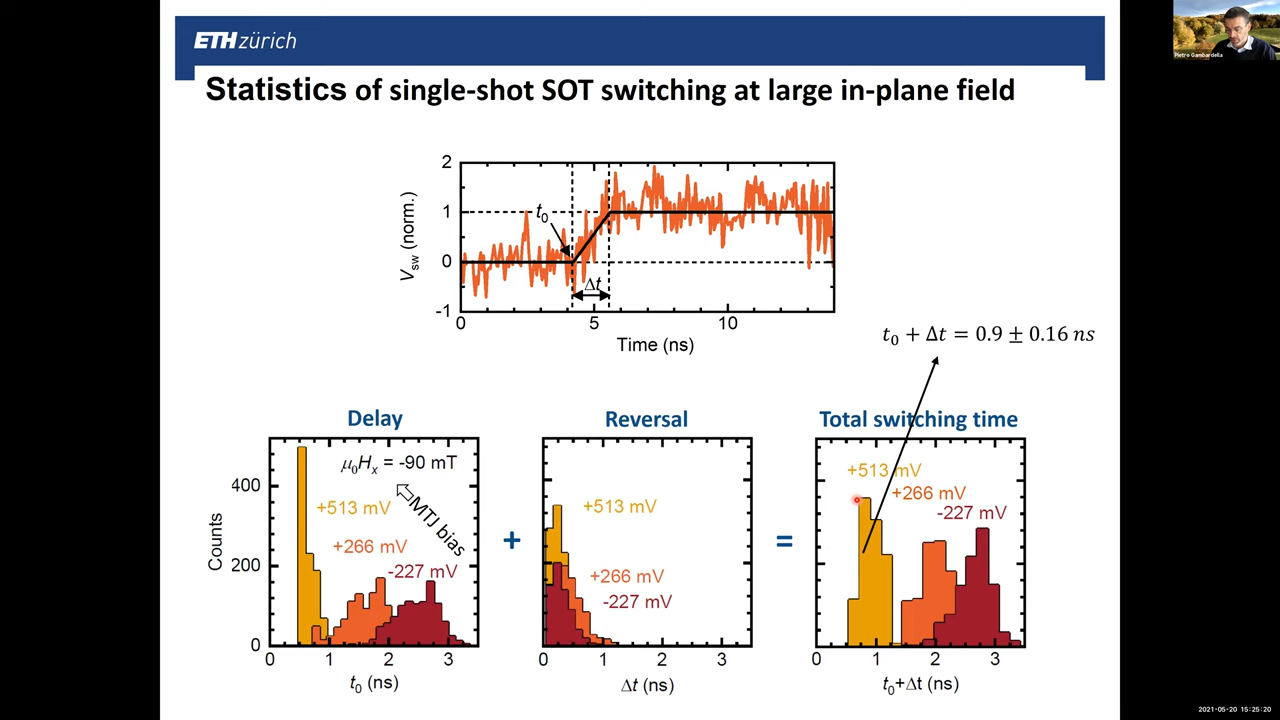 ETH zürich
Pietro Gambardella
Statistics of single-shot SOT switching at large in-plane field
2
1
0
-1
V_sw (norm.)
t_0
Δt
0
5
10
Time (ns)
t_0 + Δt = 0.9 ± 0.16 ns
Delay
Reversal
Total switching time
μ_0H_x = -90 mT
MTJ bias
+513 mV
+266 mV
-227 mV
Counts
400
200
0
0
1
2
3
t_0 (ns)
+
+513 mV
+266 mV
-227 mV
0
1
2
3
Δt (ns)
=
+513 mV
+266 mV
-227 mV
0
1
2
3
t_0+Δt (ns)
2021-05-20 15:25:20